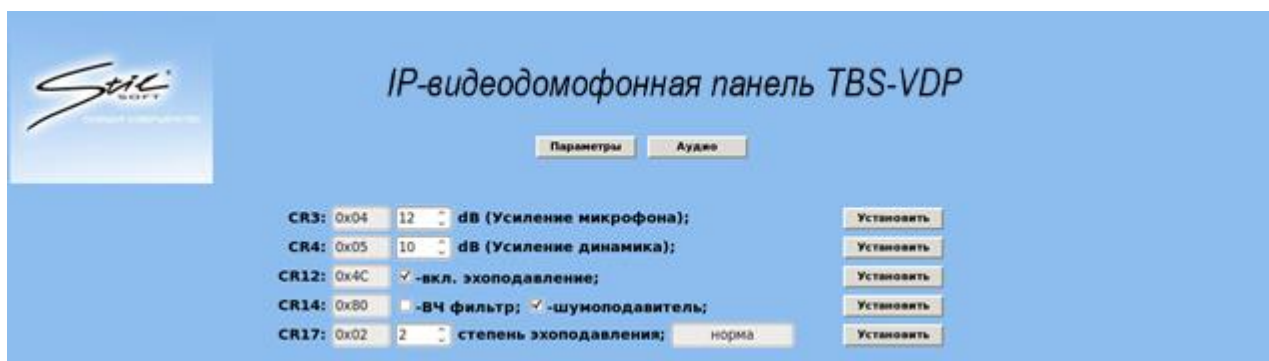 Stil
SOFT
IP-видеодомофонная панель TBS-VDP
Параметры Аудио
CR3: 0x04 12 dB (Усиление микрофона); Установить
CR4: 0x05 10 dB (Усиление динамика); Установить
CR12: 0x4C -вкл. эхоподавление; Установить
CR14: 0x80 -ВЧ фильтр; -шумоподавитель; Установить
CR17: 0x02 2 степень эхоподавления; норма Установить